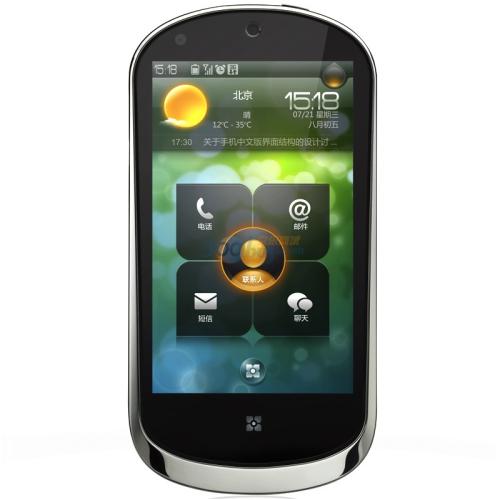 15:18
北京
15:18
晴
07/21 星期三
12°C - 35°C
八月初五
17:30 关于手机中文版界面结构的设计讨 ...
电话
邮件
联系人
短信
聊天